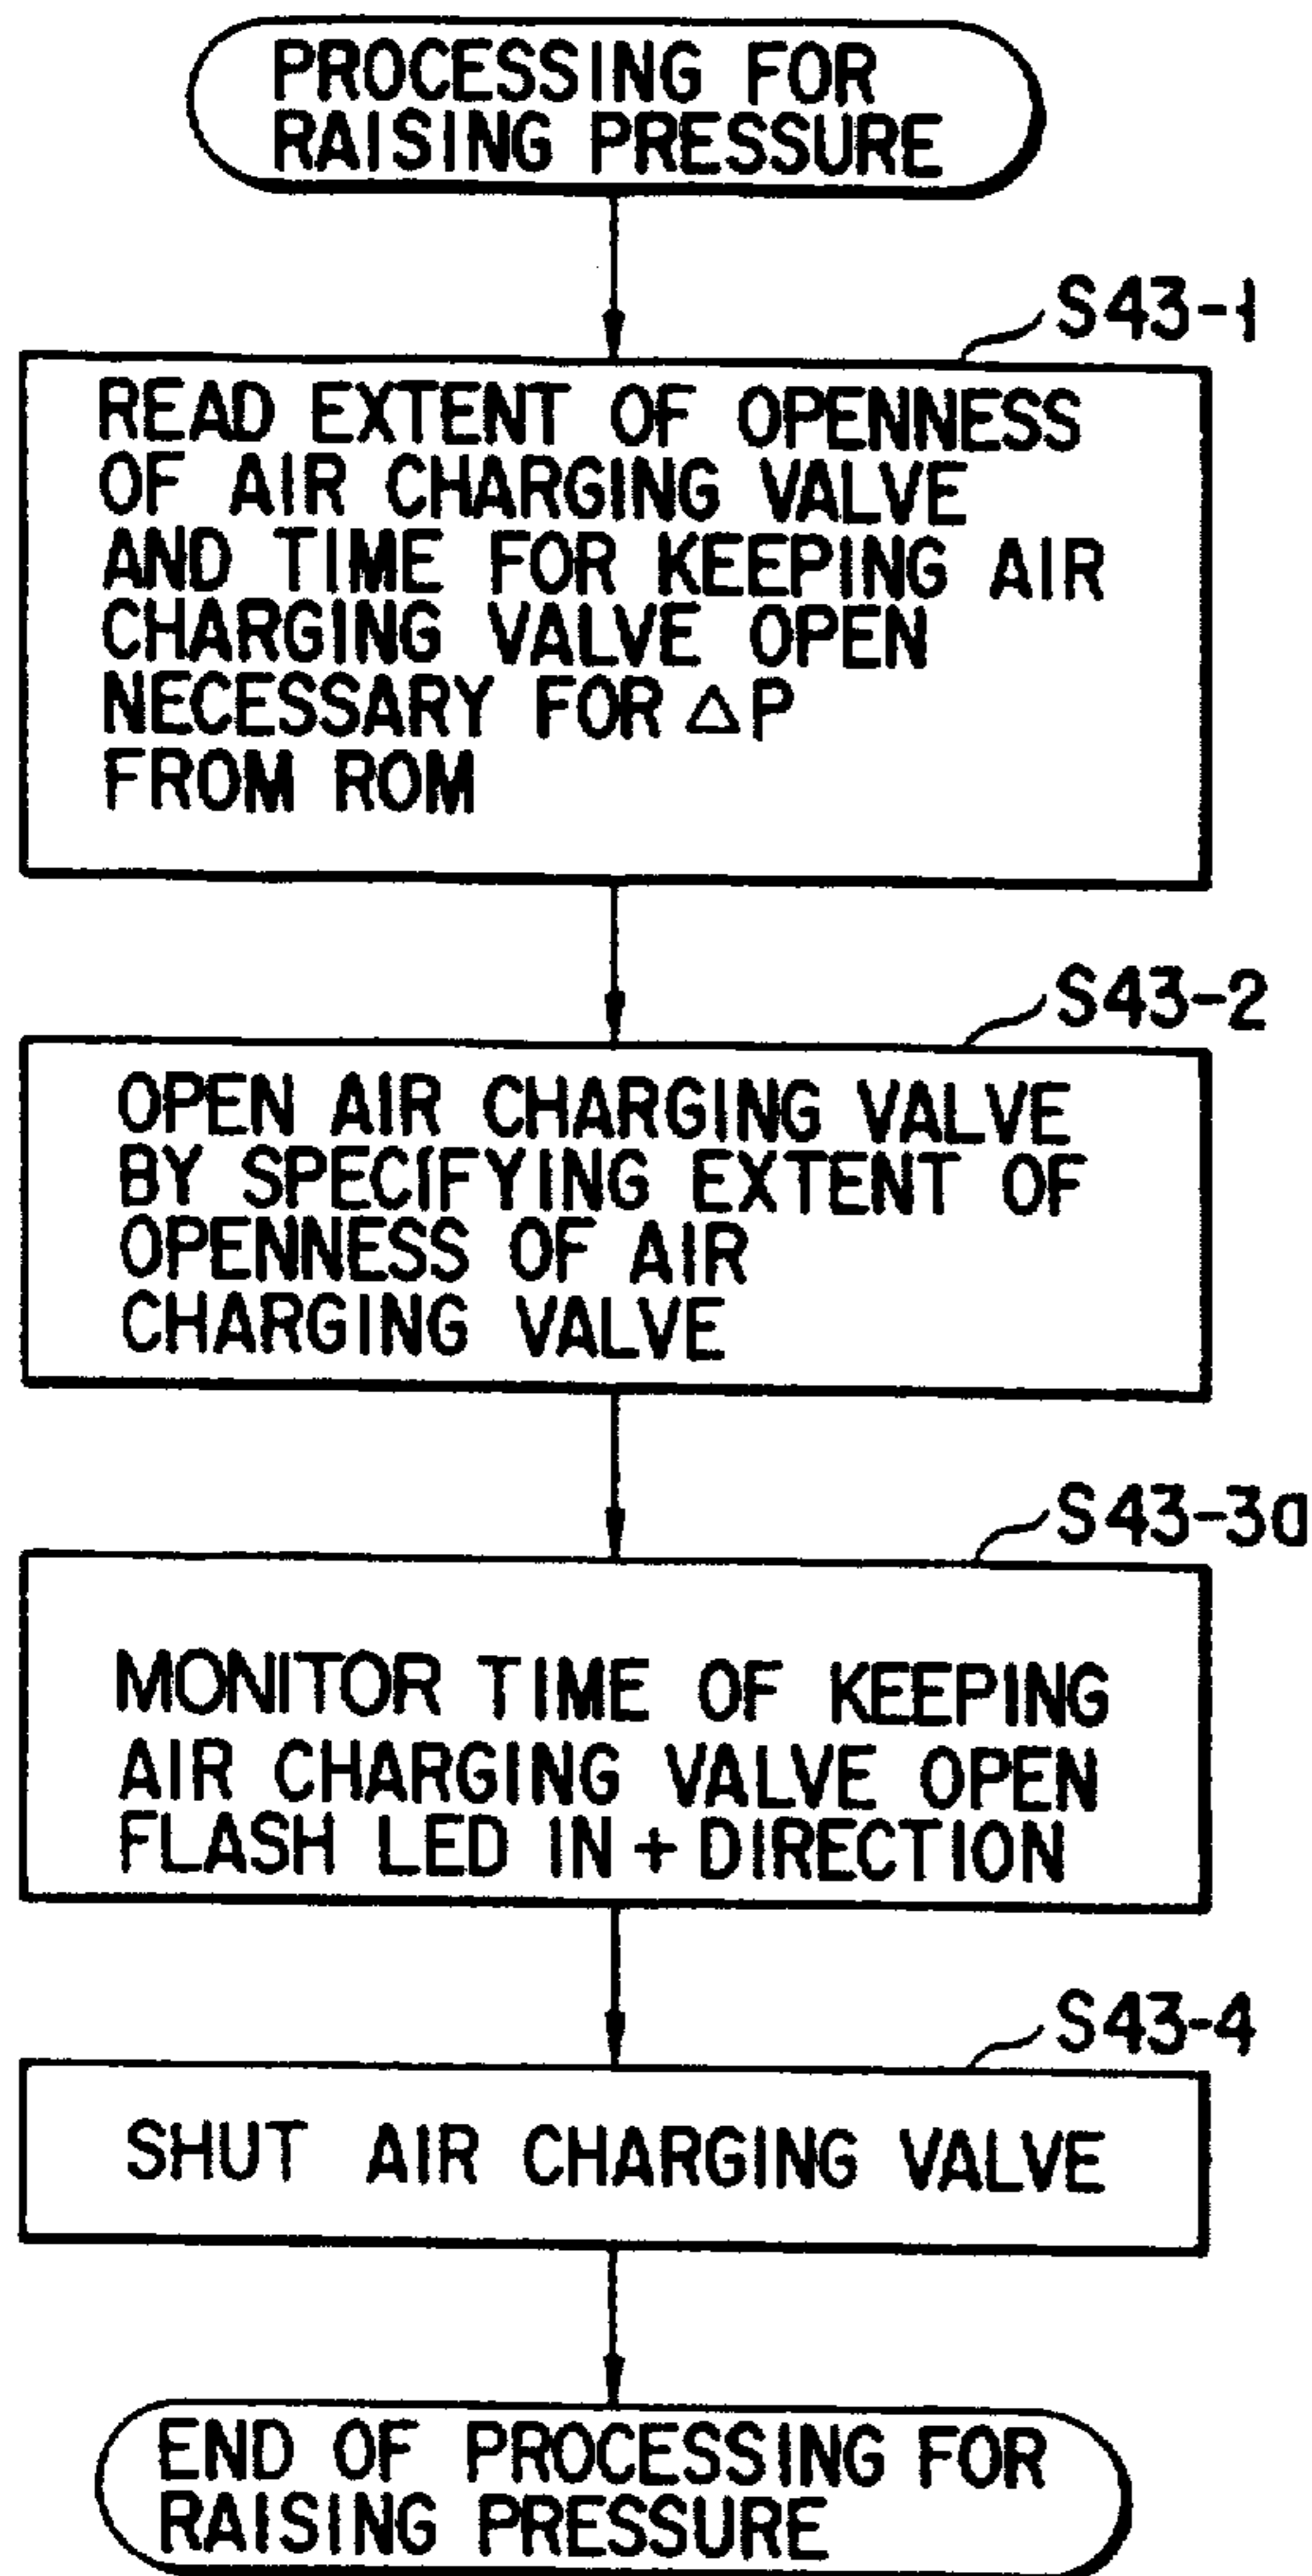 PROCESSING FOR
RAISING PRESSURE
S43-1
READ EXTENT OF OPENNESS
OF AIR CHARGING VALVE
AND TIME FOR KEEPING AIR
CHARGING VALVE OPEN
NECESSARY FOR △P
FROM ROM
S43-2
OPEN AIR CHARGING VALVE
BY SPECIFYING EXTENT OF
OPENNESS OF AIR
CHARGING VALVE
S43-3a
MONITOR TIME OF KEEPING
AIR CHARGING VALVE OPEN
FLASH LED IN + DIRECTION
S43-4
SHUT AIR CHARGING VALVE
END OF PROCESSING FOR
RAISING PRESSURE